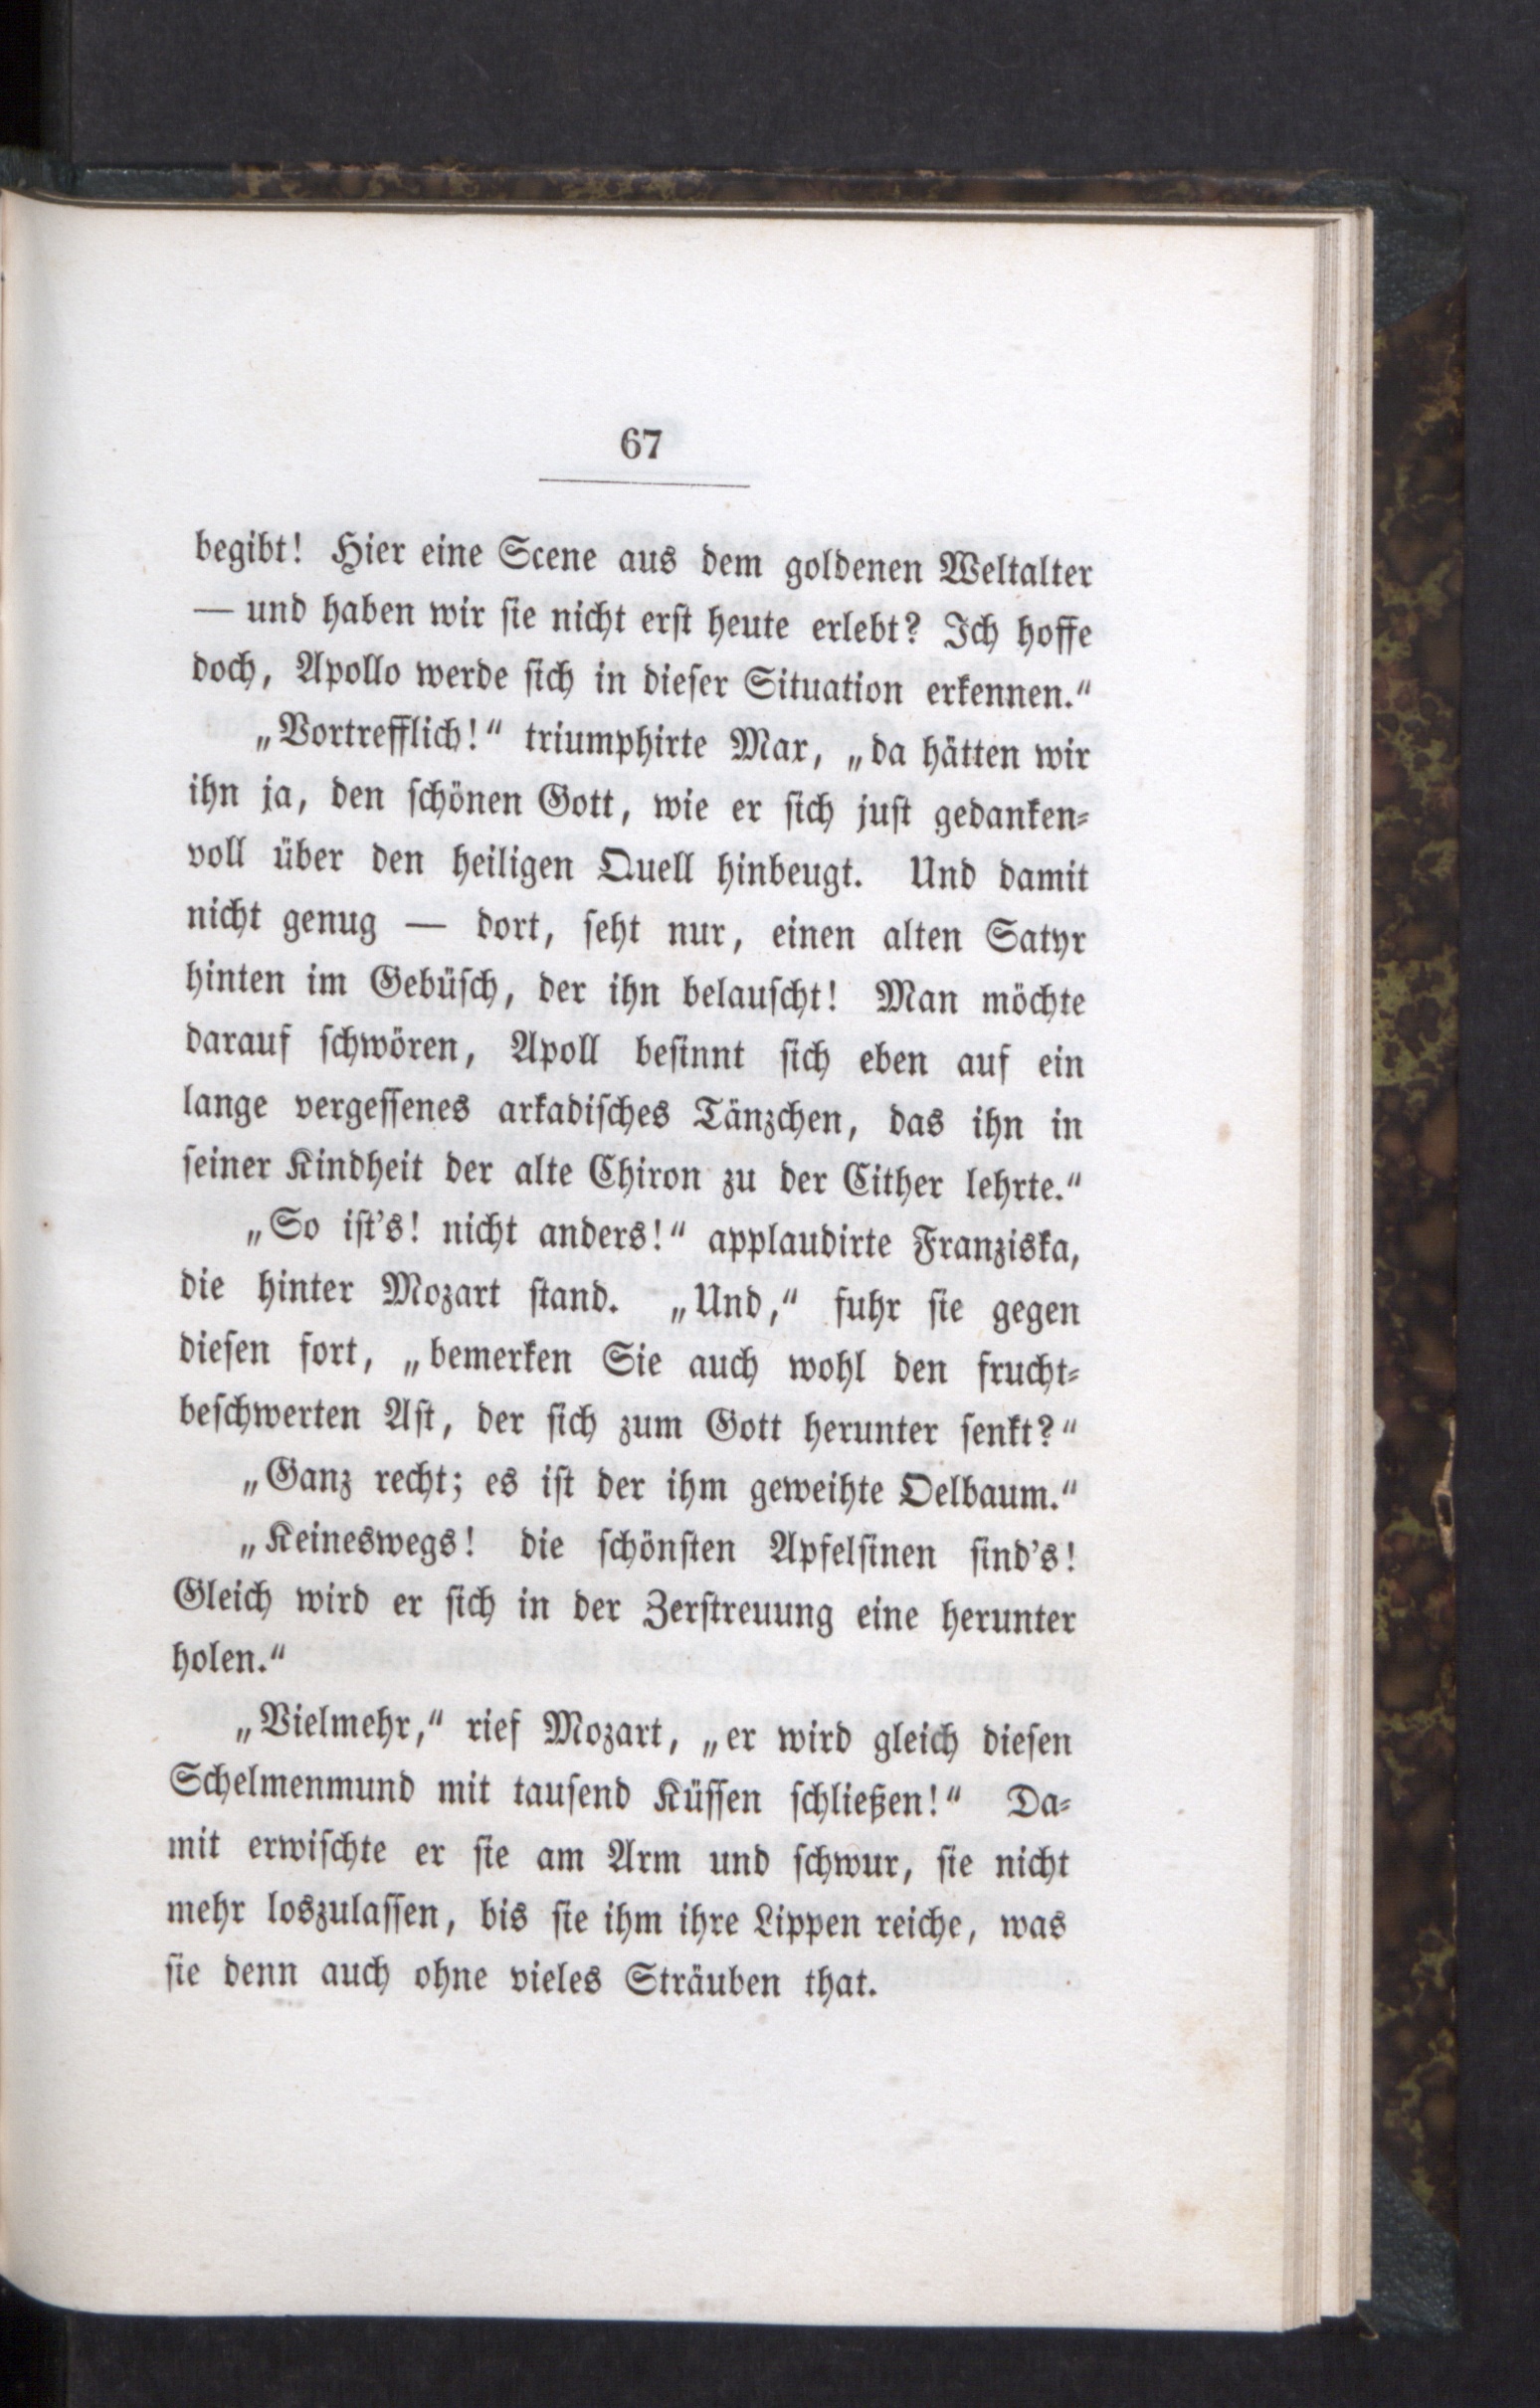 67
begibt! Hier eine Scene aus dem goldenen Weltalter
— und haben wir ſie nicht erſt heute erlebt? Ich hoffe
doch, Apollo werde ſich in dieſer Situation erkennen."
„Vortrefflich!" triumphirte Max, „da hätten wir
ihn ja, den ſchönen Gott, wie er ſich juſt gedanken-
voll über den heiligen Quell hinbeugt. Und damit
nicht genug — dort, ſeht nur, einen alten Satyr
hinten im Gebüſch, der ihn belauſcht! Man möchte
darauf ſchwören, Apoll beſinnt ſich eben auf ein
lange vergeſſenes arkadiſches Tänzchen, das ihn in
ſeiner Kindheit der alte Chiron zu der Cither lehrte."
„So iſt's! nicht anders!" applaudirte Franziska,
die hinter Mozart ſtand. „Und," fuhr ſie gegen
dieſen fort, „bemerken Sie auch wohl den frucht-
beſchwerten Aſt, der ſich zum Gott herunter ſenkt?"
„Ganz recht; es iſt der ihm geweihte Oelbaum."
„Keineswegs! die ſchönſten Apfelſinen ſind's!
Gleich wird er ſich in der Zerſtreuung eine herunter
holen."
„Vielmehr," rief Mozart, „er wird gleich dieſen
Schelmenmund mit tauſend Küſſen ſchließen!" Da-
mit erwiſchte er ſie am Arm und ſchwur, ſie nicht
mehr loszulaſſen, bis ſie ihm ihre Lippen reiche, was
ſie denn auch ohne vieles Sträuben that.